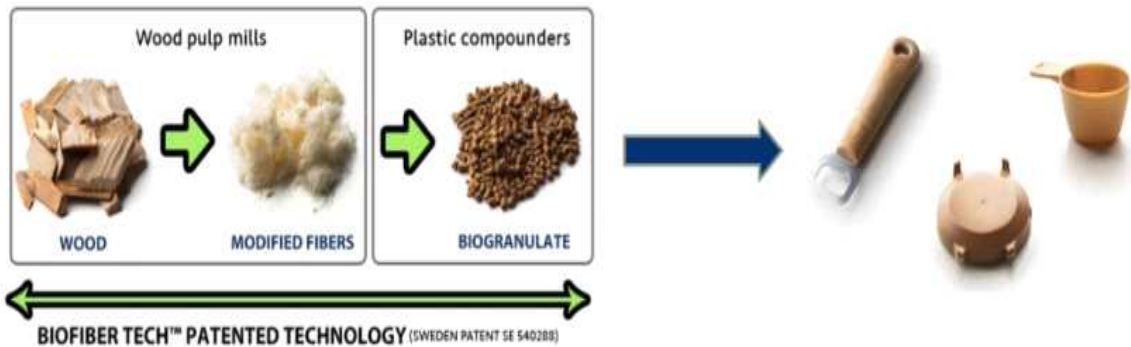 Wood pulp mills
Plastic compounders
WOOD
MODIFIED FIBERS
BIOGRANULATE
BIOFIBER TECH™ PATENTED TECHNOLOGY (SWEDEN PATENT SE 540288)